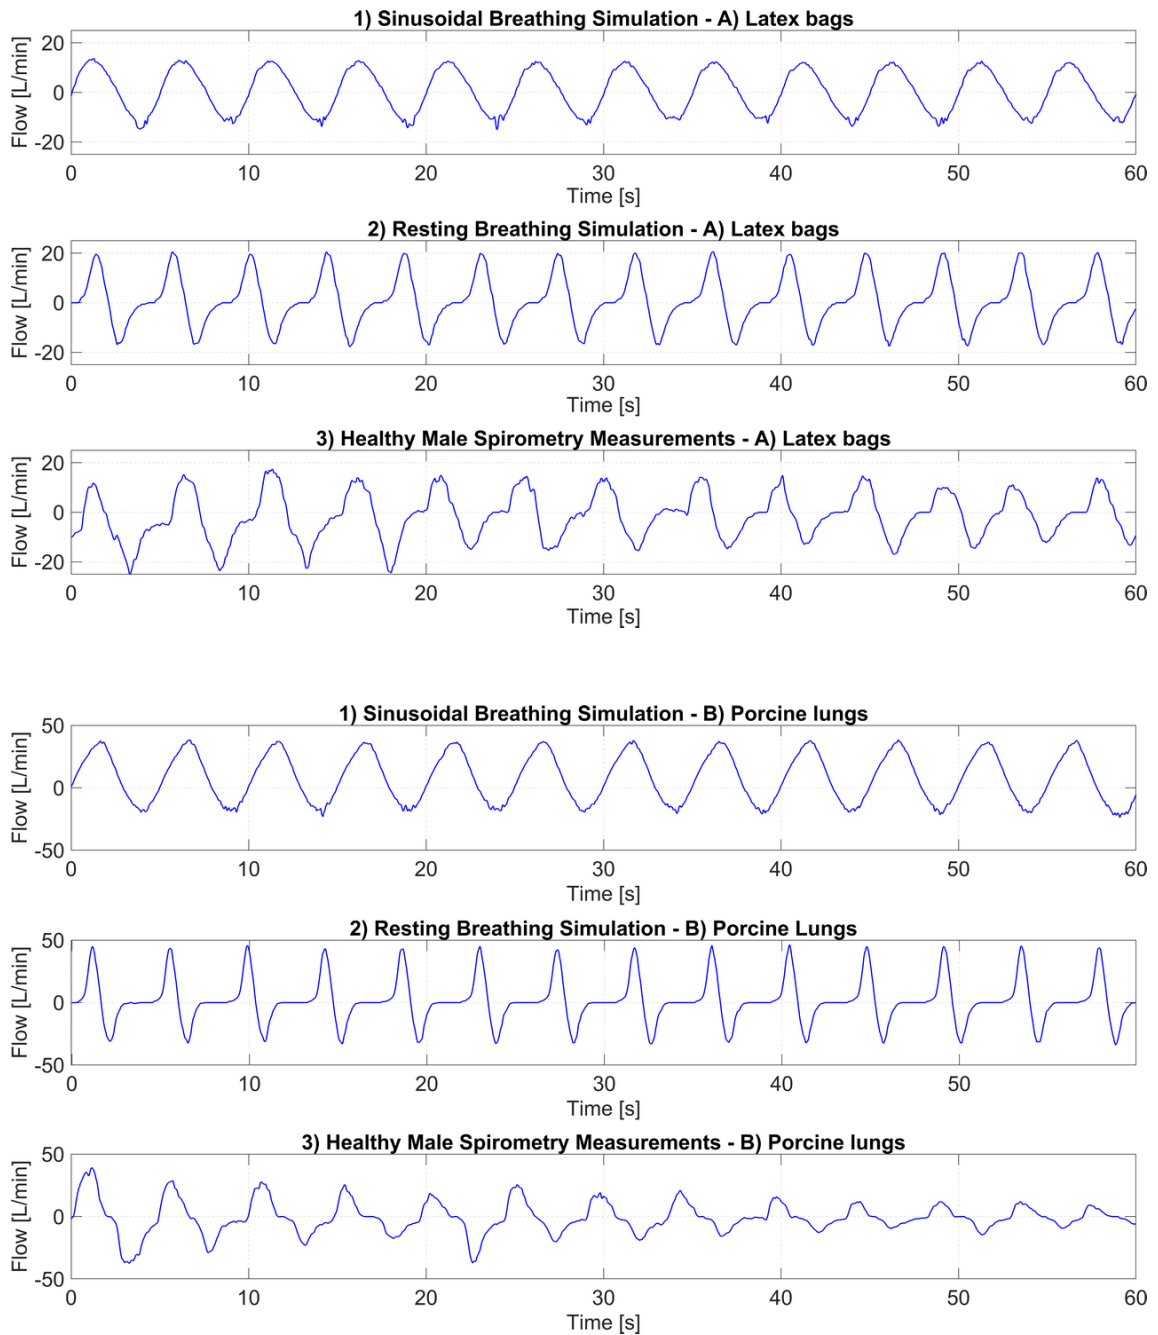 1) Sinusoidal Breathing Simulation - A) Latex bags
20
0
-20
Flow [L/min]
0 10 20 30 40 50 60
Time [s]
2) Resting Breathing Simulation - A) Latex bags
20
0
-20
Flow [L/min]
0 10 20 30 40 50 60
Time [s]
3) Healthy Male Spirometry Measurements - A) Latex bags
20
0
-20
Flow [L/min]
0 10 20 30 40 50 60
Time [s]
1) Sinusoidal Breathing Simulation - B) Porcine lungs
50
0
-50
Flow [L/min]
0 10 20 30 40 50 60
Time [s]
2) Resting Breathing Simulation - B) Porcine Lungs
50
0
-50
Flow [L/min]
0 10 20 30 40 50
Time [s]
3) Healthy Male Spirometry Measurements - B) Porcine lungs
50
0
-50
Flow [L/min]
0 10 20 30 40 50 60
Time [s]